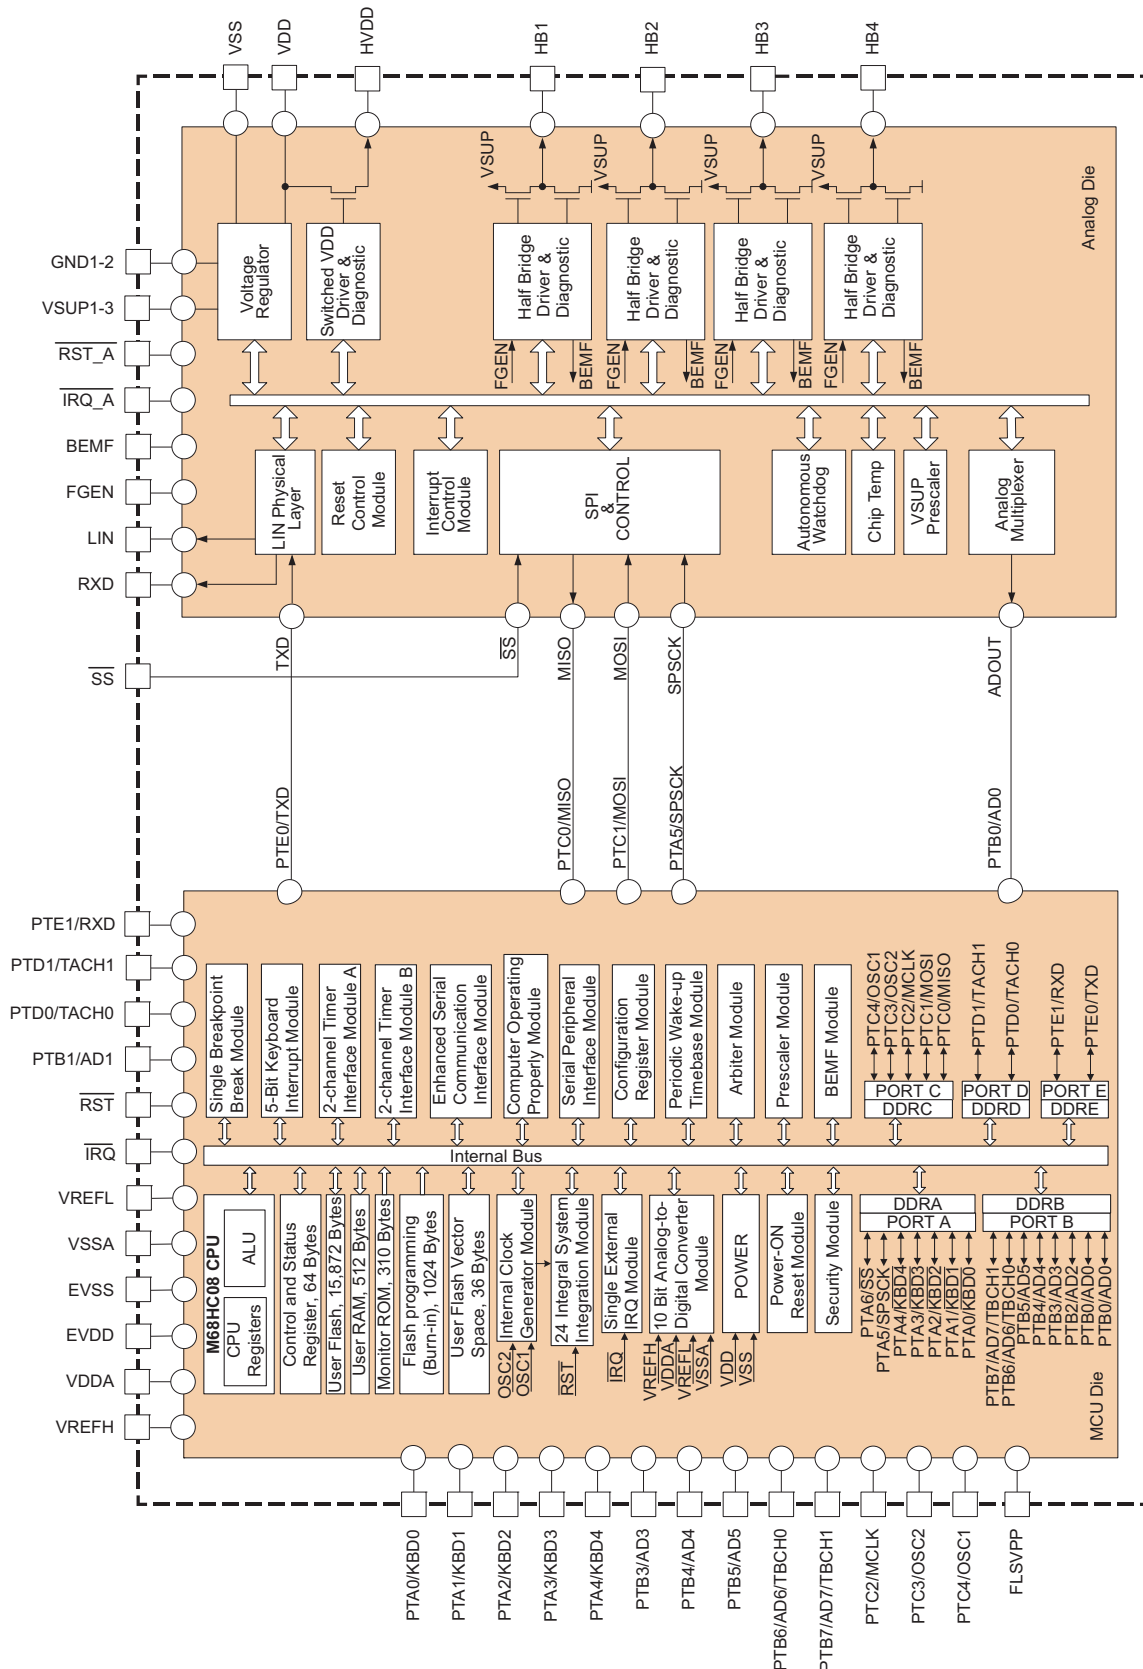 VSS
VDD
HVDD
HB1
HB2
HB3
HB4
GND1-2
VSUP1-3
RST_A
IRQ_A
BEMF
FGEN
LIN
RXD
SS
Analog Die
VSUP
VSUP
VSUP
VSUP
Voltage
Regulator
Switched VDD
Driver &
Diagnostic
Half Bridge
Driver &
Diagnostic
Half Bridge
Driver &
Diagnostic
Half Bridge
Driver &
Diagnostic
Half Bridge
Driver &
Diagnostic
FGEN
BEMF
FGEN
BEMF
FGEN
BEMF
FGEN
BEMF
LIN Physical
Layer
Reset
Control
Module
Interrupt
Control
Module
SPI
&
CONTROL
Autonomous
Watchdog
Chip Temp
VSUP
Prescaler
Analog
Multiplexer
TXD
SS
MISO
MOSI
SPSCK
ADOUT
PTE0/TXD
PTC0/MISO
PTC1/MOSI
PTA5/SPSCK
PTB0/AD0
PTE1/RXD
PTD1/TACH1
PTD0/TACH0
PTB1/AD1
RST
IRQ
VREFL
VSSA
EVSS
EVDD
VDDA
VREFH
Single Breakpoint
Break Module
5-Bit Keyboard
Interrupt Module
2-channel Timer
Interface Module A
2-channel Timer
Interface Module B
Enhanced Serial
Communication
Interface Module
Computer Operating
Properly Module
Serial Peripheral
Interface Module
Configuration
Register Module
Periodic Wake-up
Timebase Module
Arbiter Module
Prescaler Module
BEMF Module
PTC4/OSC1
PTC3/OSC2
PTC2/MCLK
PTC1/MOSI
PTC0/MISO
PORT C
DDRC
PTD1/TACH1
PTD0/TACH0
PORT D
DDRD
PTE1/RXD
PTE0/TXD
PORT E
DDRE
Internal Bus
M68HC08 CPU
CPU
Registers
ALU
Control and Status
Register, 64 Bytes
User Flash, 15,872 Bytes
User RAM, 512 Bytes
Monitor ROM, 310 Bytes
Flash programming
(Burn-in), 1024 Bytes
User Flash Vector
Space, 36 Bytes
Internal Clock
Generator Module
OSC2
OSC1
24 Integral System
Integration Module
RST
Single External
IRQ Module
IRQ
10 Bit Analog-to-
Digital Converter
Module
VREFH
VDDA
VREFL
VSSA
POWER
VDD
VSS
Power-ON
Reset Module
Security Module
DDRA
PORT A
PTA6/SS
PTA5/SPSCK
PTA4/KBD4
PTA3/KBD3
PTA2/KBD2
PTA1/KBD1
PTA0/KBD0
DDRB
PORT B
PTB7/AD7/TBCH1
PTB6/AD6/TBCH0
PTB5/AD5
PTB4/AD4
PTB3/AD3
PTB2/AD2
PTB0/AD0
PTB0/AD0
MCU Die
PTA0/KBD0
PTA1/KBD1
PTA2/KBD2
PTA3/KBD3
PTA4/KBD4
PTB3/AD3
PTB4/AD4
PTB5/AD5
PTB6/AD6/TBCH0
PTB7/AD7/TBCH1
PTC2/MCLK
PTC3/OSC2
PTC4/OSC1
FLSVPP